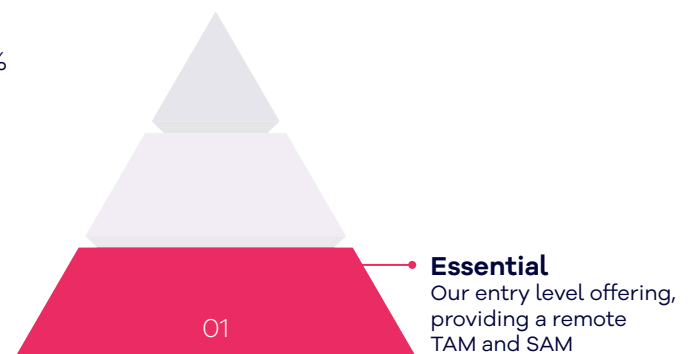 %
Essential
Our entry level offering,
providing a remote
TAM and SAM
01